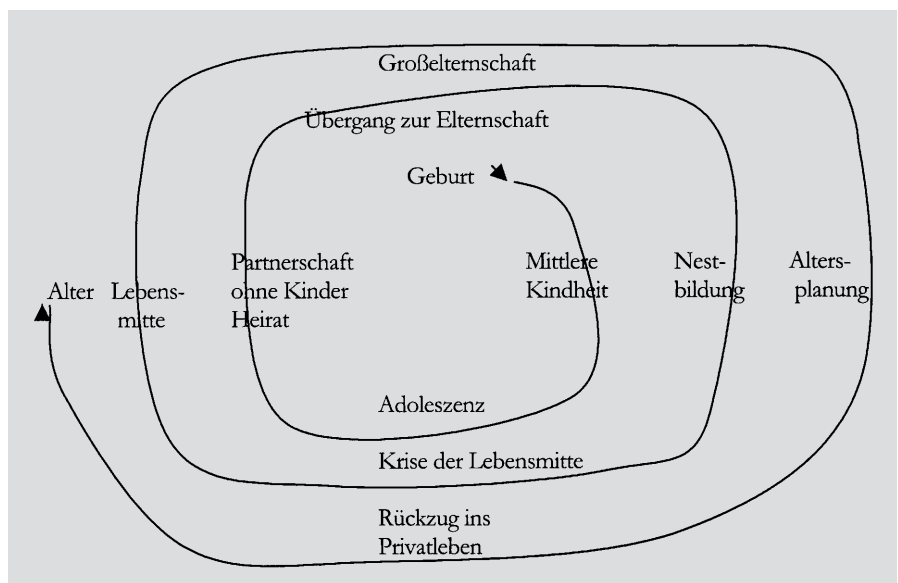 Großelternschaft
Übergang zur Elternschaft
Geburt
Alter
Lebens-
mitte
Partnerschaft
ohne Kinder
Heirat
Mittlere
Kindheit
Nest-
bildung
Alters-
planung
Adoleszenz
Krise der Lebensmitte
Rückzug ins
Privatleben